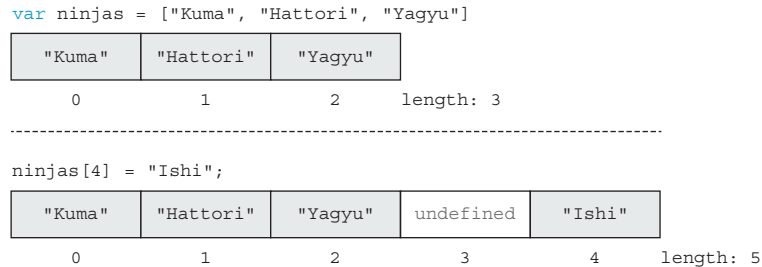 var ninjas = ["Kuma", "Hattori", "Yagyu"]
"Kuma" "Hattori" "Yagyu"
0 1 2 length: 3
ninjas[4] = "Ishi";
"Kuma" "Hattori" "Yagyu" undefined "Ishi"
0 1 2 3 4 length: 5